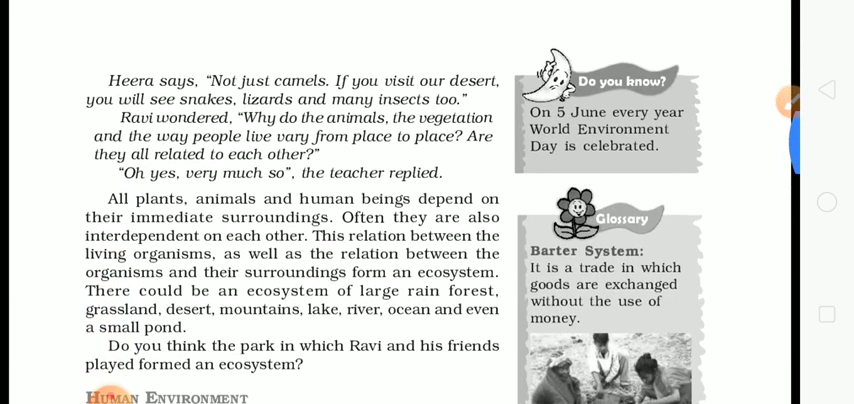 Heera says, “Not just camels. If you visit our desert,
you will see snakes, lizards and many insects too.”
Ravi wondered, “Why do the animals, the vegetation
and the way people live vary from place to place? Are
they all related to each other?”
“Oh yes, very much so”, the teacher replied.
All plants, animals and human beings depend on
their immediate surroundings. Often they are also
interdependent on each other. This relation between the
living organisms, as well as the relation between the
organisms and their surroundings form an ecosystem.
There could be an ecosystem of large rain forest,
grassland, desert, mountains, lake, river, ocean and even
a small pond.
Do you think the park in which Ravi and his friends
played formed an ecosystem?
HUMAN ENVIRONMENT
Do you know?
On 5 June every year
World Environment
Day is celebrated.
Glossary
Barter System:
It is a trade in which
goods are exchanged
without the use of
money.